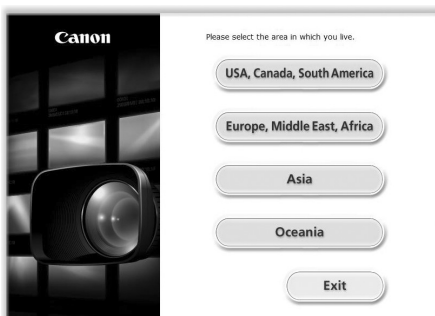 Canon
Please select the area in which you live.
USA, Canada, South America
Europe, Middle East, Africa
Asia
Oceania
Exit